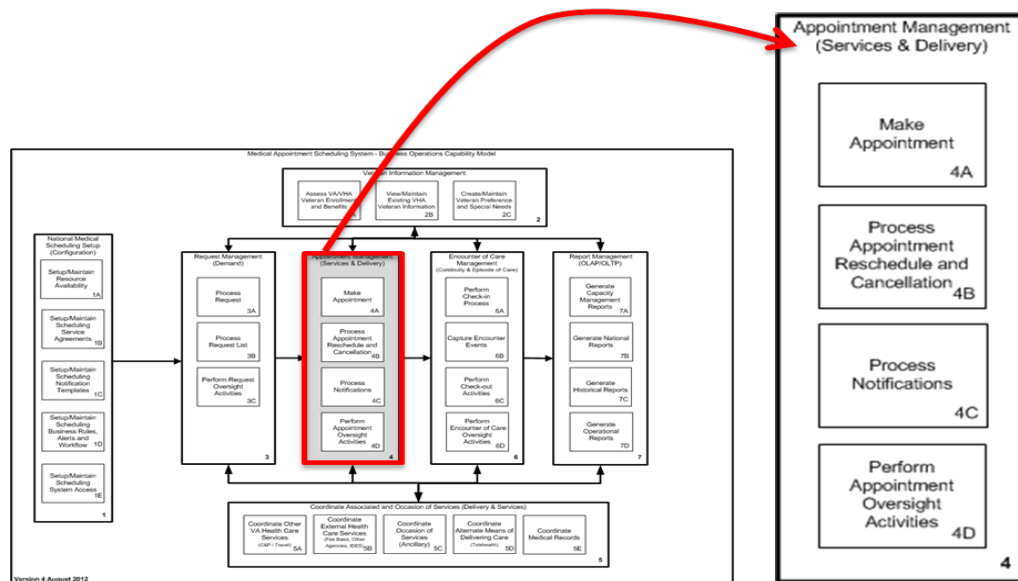 Appointment Management
(Services & Delivery)
Make
Appointment
4A
Process
Appointment
Reschedule and
Cancellation
4B
Process
Notifications
4C
Perform
Appointment
Oversight
Activities
4D
4
Medical Appointment Scheduling System - Business Operations Capability Model
Veteran Information Management
Assess VA/VHA
Veteran Enrollment
and Benefits
View/Maintain
Existing VHA
Veteran Information
2B
Create/Maintain
Veteran Preference
and Special Needs
2C
2
National Medical
Scheduling Setup
(Configuration)
Setup/Maintain
Resource
Availability
1A
Setup/Maintain
Scheduling
Service
Agreements
1B
Setup/Maintain
Scheduling
Notification
Templates
1C
Setup/Maintain
Scheduling
Business Rules,
Alerts and
Workflow
1D
Setup/Maintain
Scheduling
System Access
1E
1
Request Management
(Demand)
Process
Request
3A
Process
Request List
3B
Perform Request
Oversight
Activities
3C
3
Appointment Management
(Services & Delivery)
Make
Appointment
4A
Process
Appointment
Reschedule and
Cancellation
4B
Process
Notifications
4C
Perform
Appointment
Oversight
Activities
4D
4
Encounter of Care
Management
(Continuity & Episode of Care)
Perform
Check-in
Process
6A
Capture Encounter
Events
6B
Perform
Check-out
Activities
6C
Perform
Encounter of Care
Oversight
Activities
6D
6
Report Management
(OLAP/OLTP)
Generate
Capacity
Management
Reports
7A
Generate National
Reports
7B
Generate
Historical Reports
7C
Generate
Operational
Reports
7D
7
Coordinate Associated and Occasion of Services (Delivery & Services)
Coordinate Other
VA Health Care
Services
(C&P / Travel)
5A
Coordinate
External Health
Care Services
(Fee Basis, Other
Agencies, IDES)
5B
Coordinate
Occasion of
Services
(Ancillary)
5C
Coordinate
Alternate Means of
Delivering Care
(Telehealth)
5D
Coordinate
Medical Records
5E
5
Version 4 August 2012